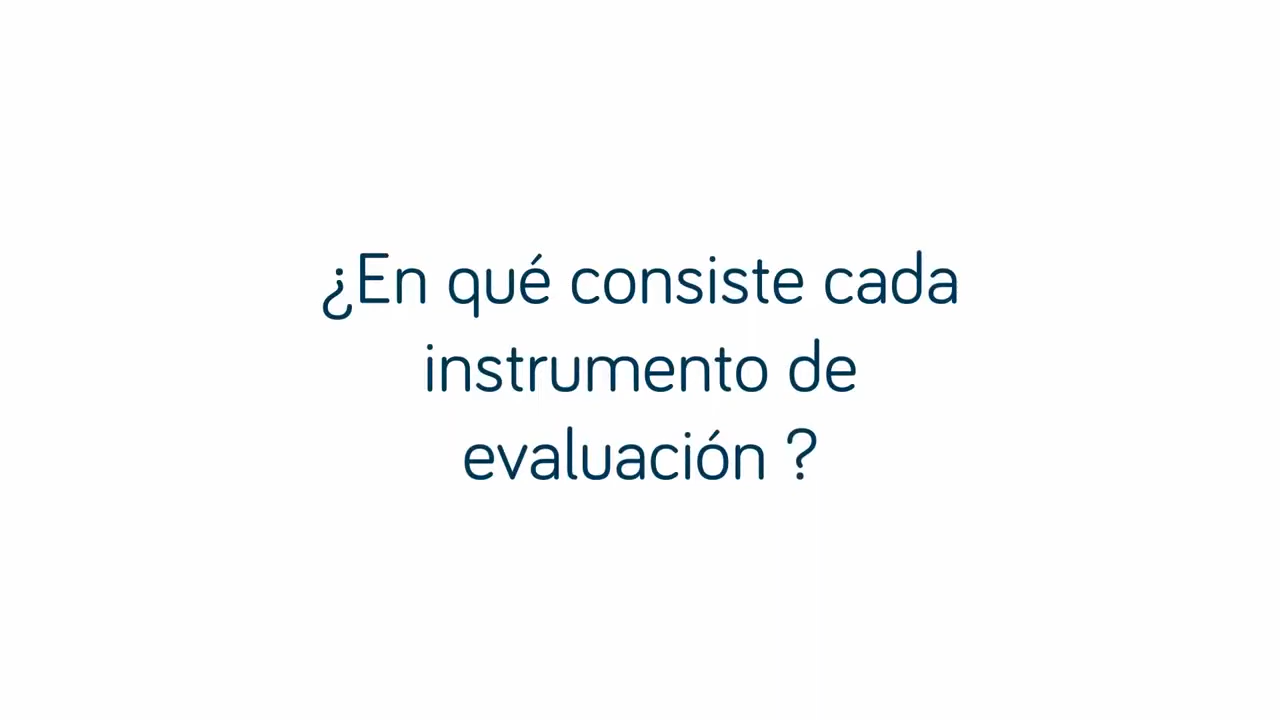 ¿En qué consiste cada
instrumento de
evaluación ?